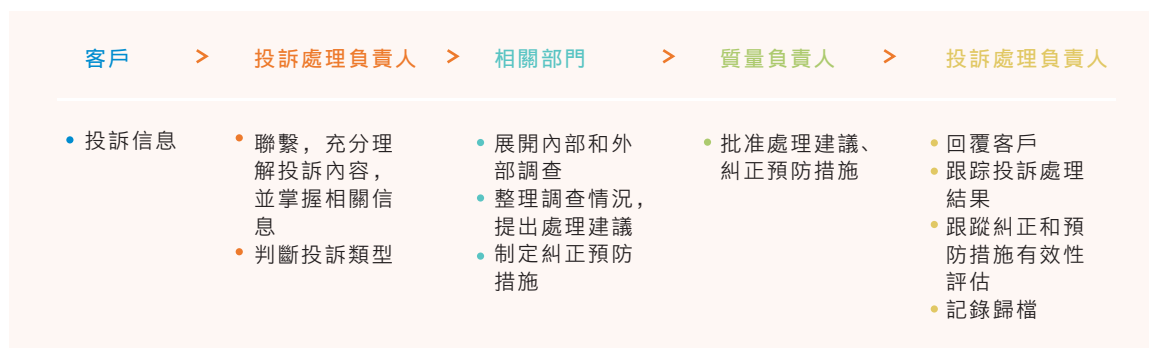 客戶 > 投訴處理負責人 > 相關部門 > 質量負責人 > 投訴處理負責人
• 投訴信息
• 聯繫，充分理
解投訴內容，
並掌握相關信
息
• 判斷投訴類型
• 展開內部和外
部調查
• 整理調查情況，
提出處理建議
• 制定糾正預防
措施
• 批准處理建議、
糾正預防措施
• 回覆客戶
• 跟踪投訴處理
結果
• 跟蹤糾正和預
防措施有效性
評估
• 記錄歸檔